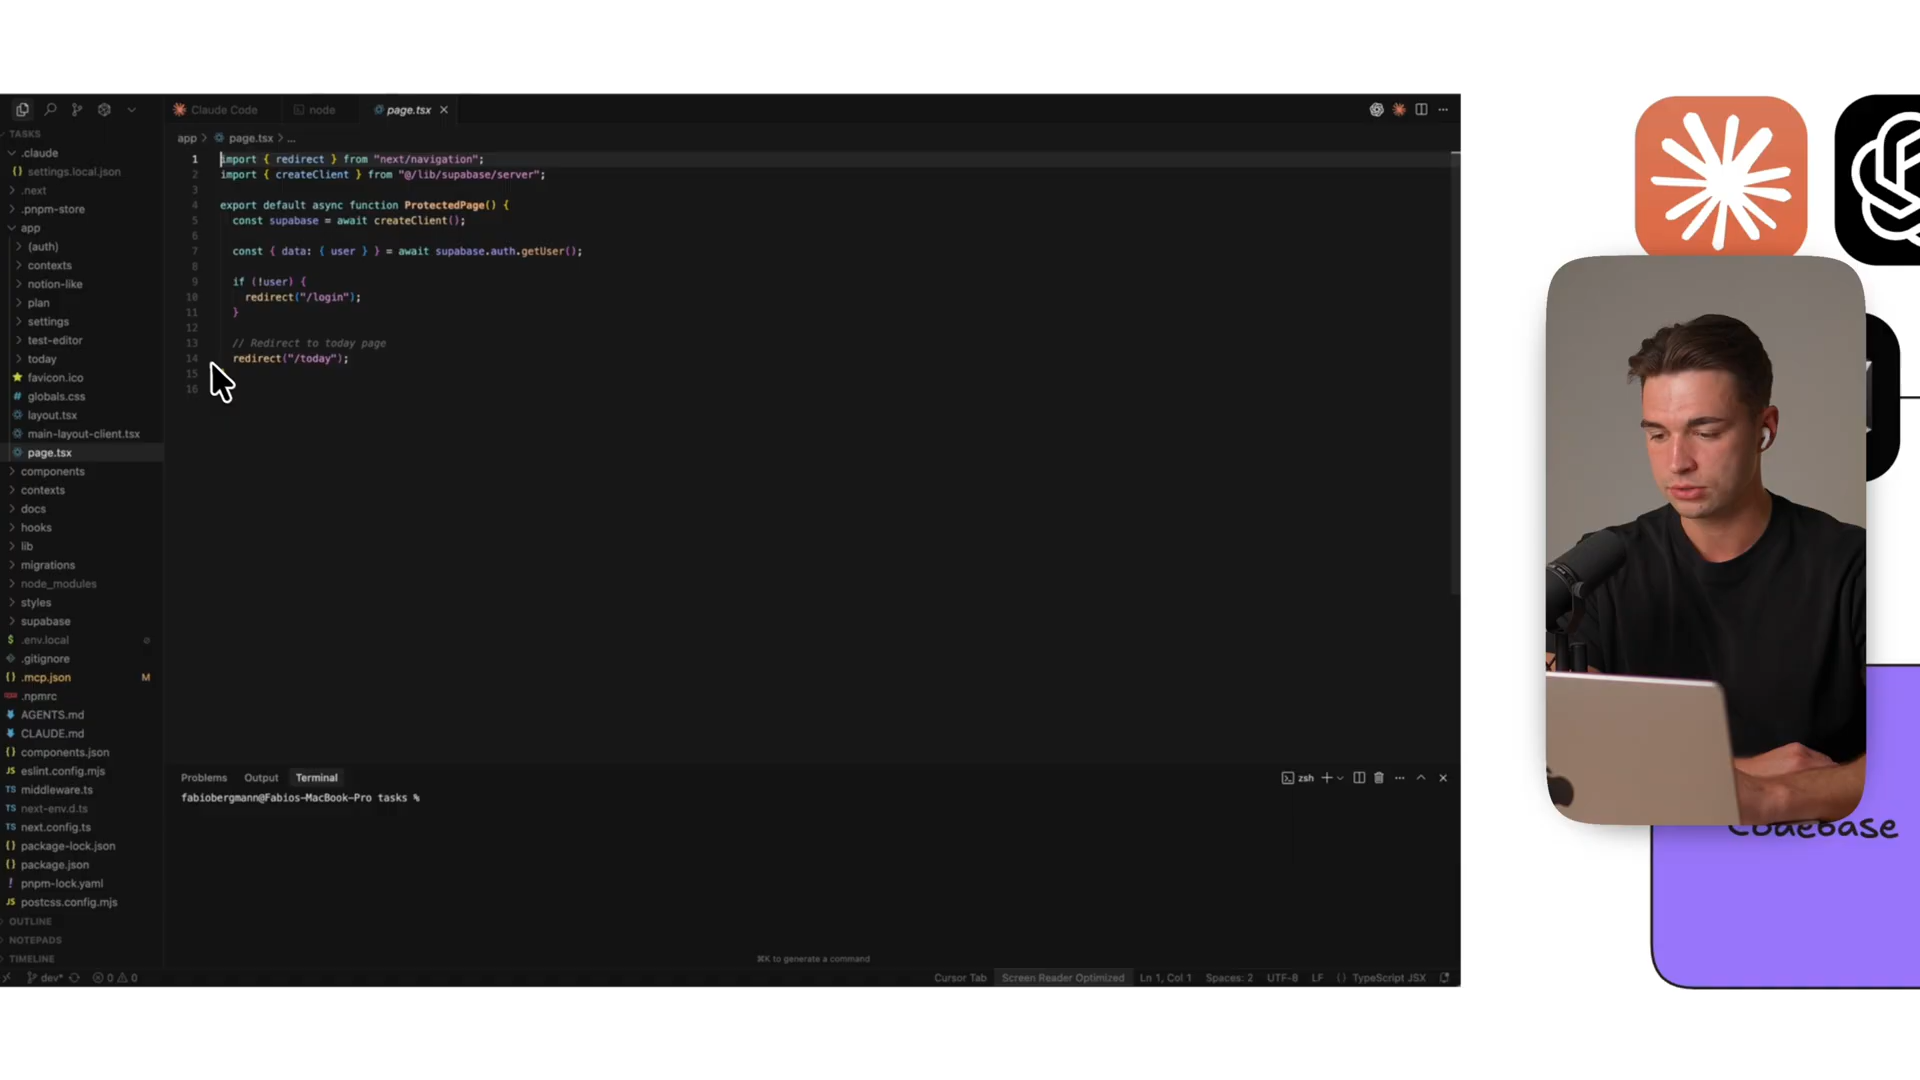 Claude Code
node
page.tsx
TASKS
.claude
settings.local.json
.next
.pnpm-store
app
(auth)
contexts
notion-like
plan
settings
test-editor
today
favicon.ico
globals.css
layout.tsx
main-layout-client.tsx
page.tsx
components
contexts
docs
hooks
lib
migrations
node_modules
styles
supabase
.env.local
.gitignore
.mcp.json M
.npmrc
AGENTS.md
CLAUDE.md
components.json
eslint.config.mjs
middleware.ts
next-env.d.ts
next.config.ts
package-lock.json
package.json
pnpm-lock.yaml
postcss.config.mjs
OUTLINE
NOTEPADS
TIMELINE
app > page.tsx > ...
1 import { redirect } from "next/navigation";
2 import { createClient } from "@/lib/supabase/server";
3
4 export default async function ProtectedPage() {
5 const supabase = await createClient();
6
7 const { data: { user } } = await supabase.auth.getUser();
8
9 if (!user) {
10 redirect("/login");
11 }
12
13 // Redirect to today page
14 redirect("/today");
15
16
Problems Output Terminal
zsh
fabiobergmann@Fabios-MacBook-Pro tasks %
⌘K to generate a command
dev* 0 0
Cursor Tab Screen Reader Optimized Ln 1, Col 1 Spaces: 2 UTF-8 LF {} TypeScript JSX
Codebase